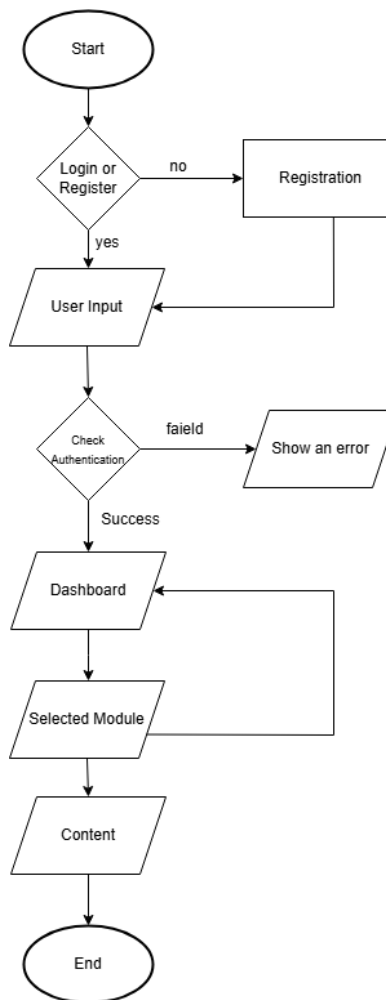 Start
Login or
Register
no
Registration
yes
User Input
Check
Authentication
faield
Show an error
Success
Dashboard
Selected Module
Content
End